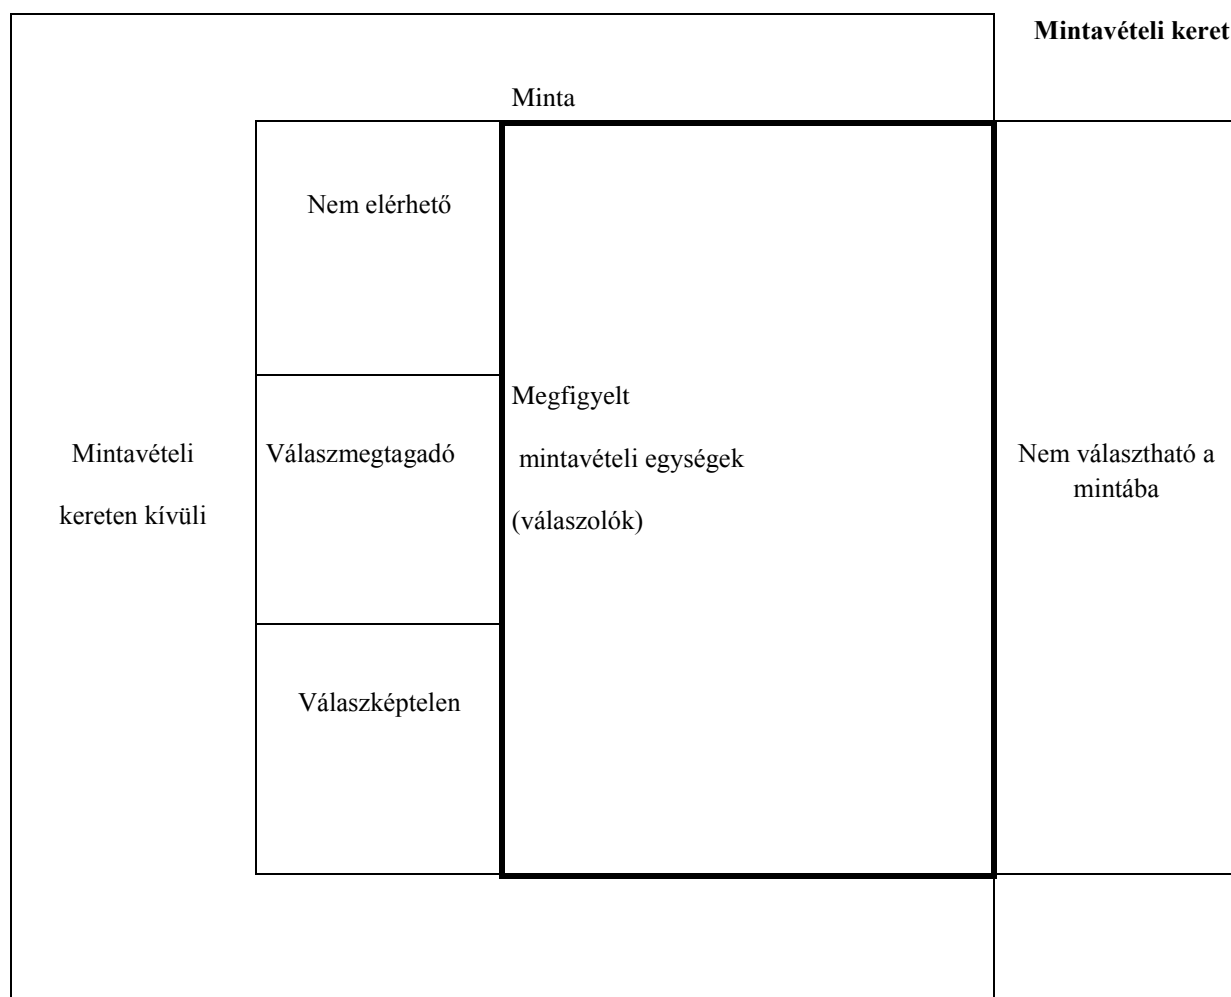 Mintavételi keret
Minta
Nem elérhető
Megfigyelt
mintavételi egységek
(válaszolók)
Mintavételi
kereten kívüli
Válaszmegtagadó
Nem választható a
mintába
Válaszképtelen